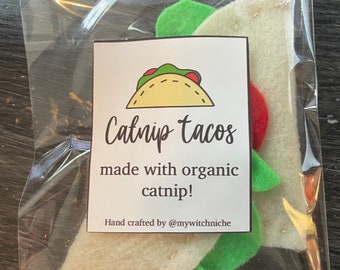 Catnip tacos
made with organic
catnip!
Hand crafted by @mywitchniche